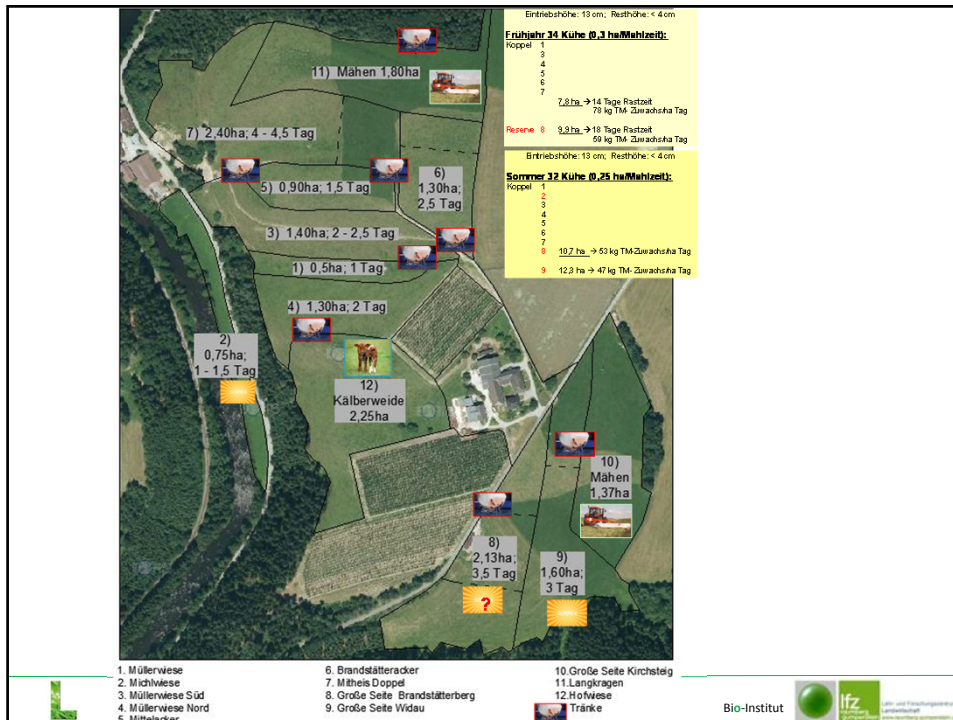 Eintriebshöhe: 13 cm; Resthöhe: < 4 cm
Frühjahr 34 Kühe (0,3 ha/Mahlzeit):
Koppel 1
3
4
5
6
7
7,8 ha → 14 Tage Rastzeit
78 kg TM-Zuwachs/ha Tag
Reserve 8 9,9 ha → 18 Tage Rastzeit
59 kg TM-Zuwachs/ha Tag
Eintriebshöhe: 13 cm; Resthöhe: < 4 cm
Sommer 32 Kühe (0,25 ha/Mahlzeit):
Koppel 1
2
3
4
5
6
7
8 10,7 ha → 53 kg TM-Zuwachs/ha Tag
9 12,3 ha → 47 kg TM-Zuwachs/ha Tag
11) Mähen 1,80ha
7) 2,40ha; 4 - 4,5 Tag
6)
1,30ha;
2,5 Tag
5) 0,90ha; 1,5 Tag
3) 1,40ha; 2 - 2,5 Tag
1) 0,5ha; 1 Tag
4) 1,30ha; 2 Tag
2)
0,75ha;
1 - 1,5 Tag
12)
Kälberweide
2,25ha
10)
Mähen
1,37ha
8)
2,13ha;
3,5 Tag
?
9)
1,60ha;
3 Tag
1. Müllerwiese
2. Michlwiese
3. Müllerwiese Süd
4. Müllerwiese Nord
5. Mittelacker
6. Brandstätteracker
7. Mitheis Doppel
8. Große Seite Brandstätterberg
9. Große Seite Widau
10.Große Seite Kirchsteig
11.Langkragen
12.Hofwiese
Tränke
Bio-Institut
lfz